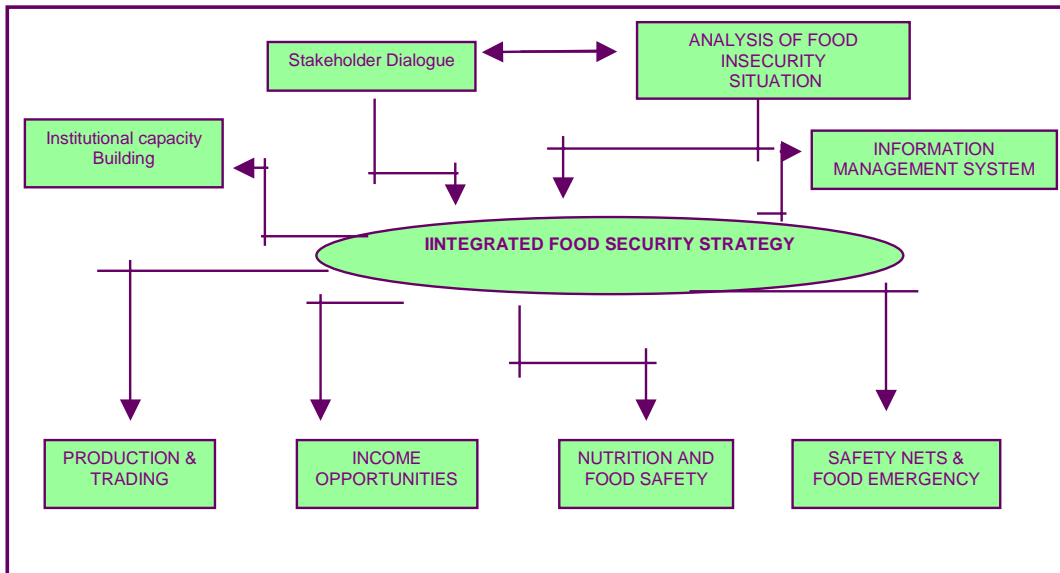 Stakeholder Dialogue
ANALYSIS OF FOOD
INSECURITY
SITUATION
Institutional capacity
Building
INFORMATION
MANAGEMENT SYSTEM
IINTEGRATED FOOD SECURITY STRATEGY
PRODUCTION &
TRADING
INCOME
OPPORTUNITIES
NUTRITION AND
FOOD SAFETY
SAFETY NETS &
FOOD EMERGENCY